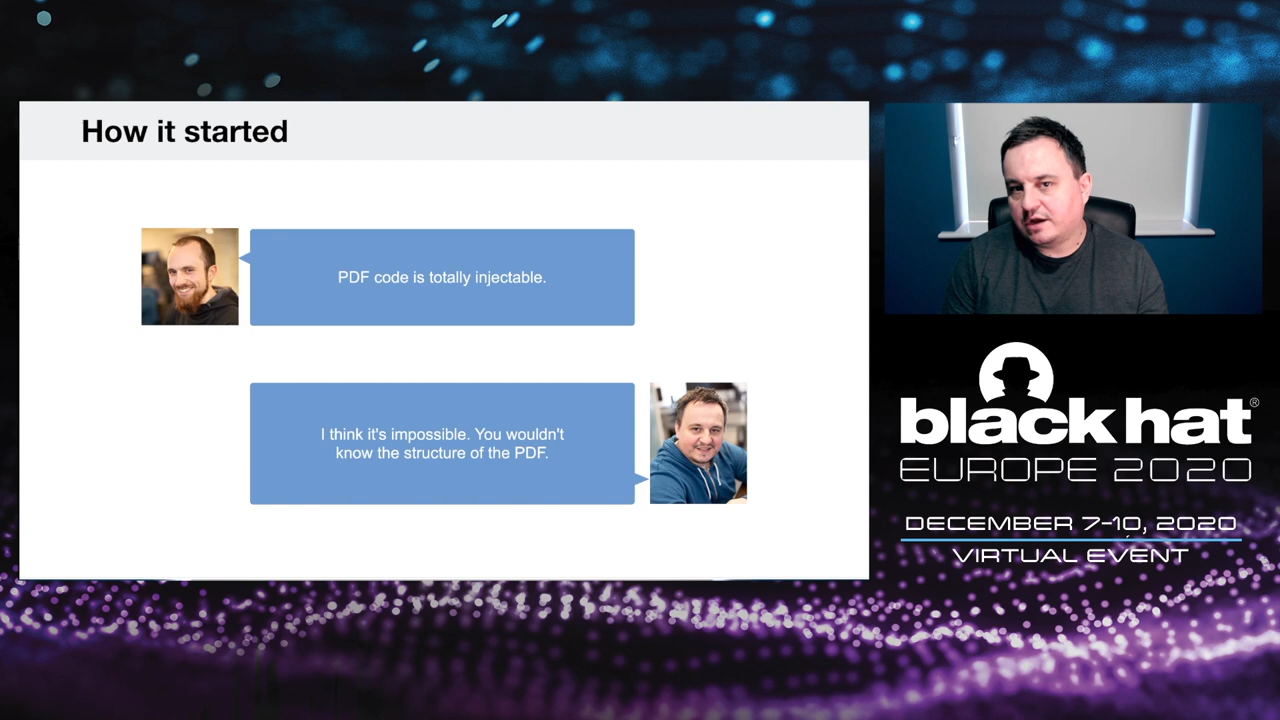 How it started
PDF code is totally injectable.
I think it's impossible. You wouldn't
know the structure of the PDF.
black hat®
EUROPE 2020
DECEMBER 7-10, 2020
VIRTUAL EVENT